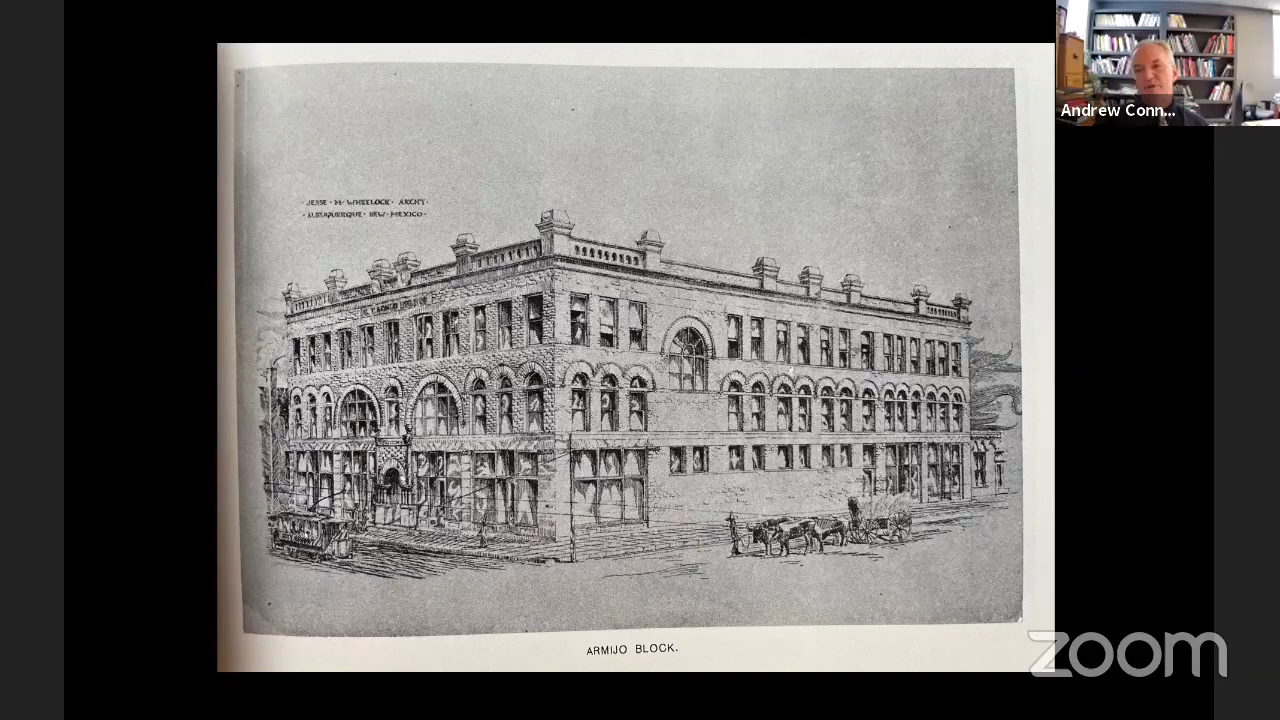 Andrew Conn...
· JESSE · M · WHEELOCK · ARCHT ·
· ALBUQUERQUE · NEW · MEXICO ·
ARMIJO BLOCK.
zoom